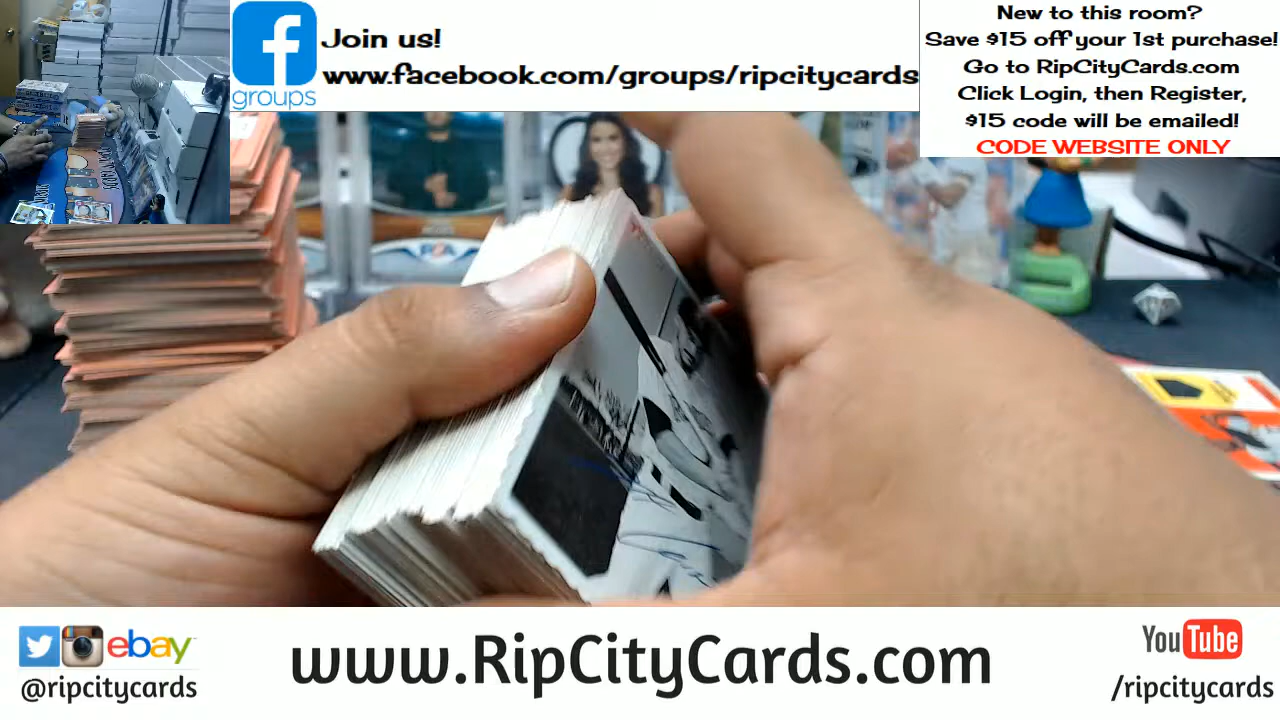 Join us!
www.facebook.com/groups/ripcitycards
groups
New to this room?
Save $15 off your 1st purchase!
Go to RipCityCards.com
Click Login, then Register,
$15 code will be emailed!
CODE WEBSITE ONLY
ebay
@ripcitycards
www.RipCityCards.com
YouTube
/ripcitycards